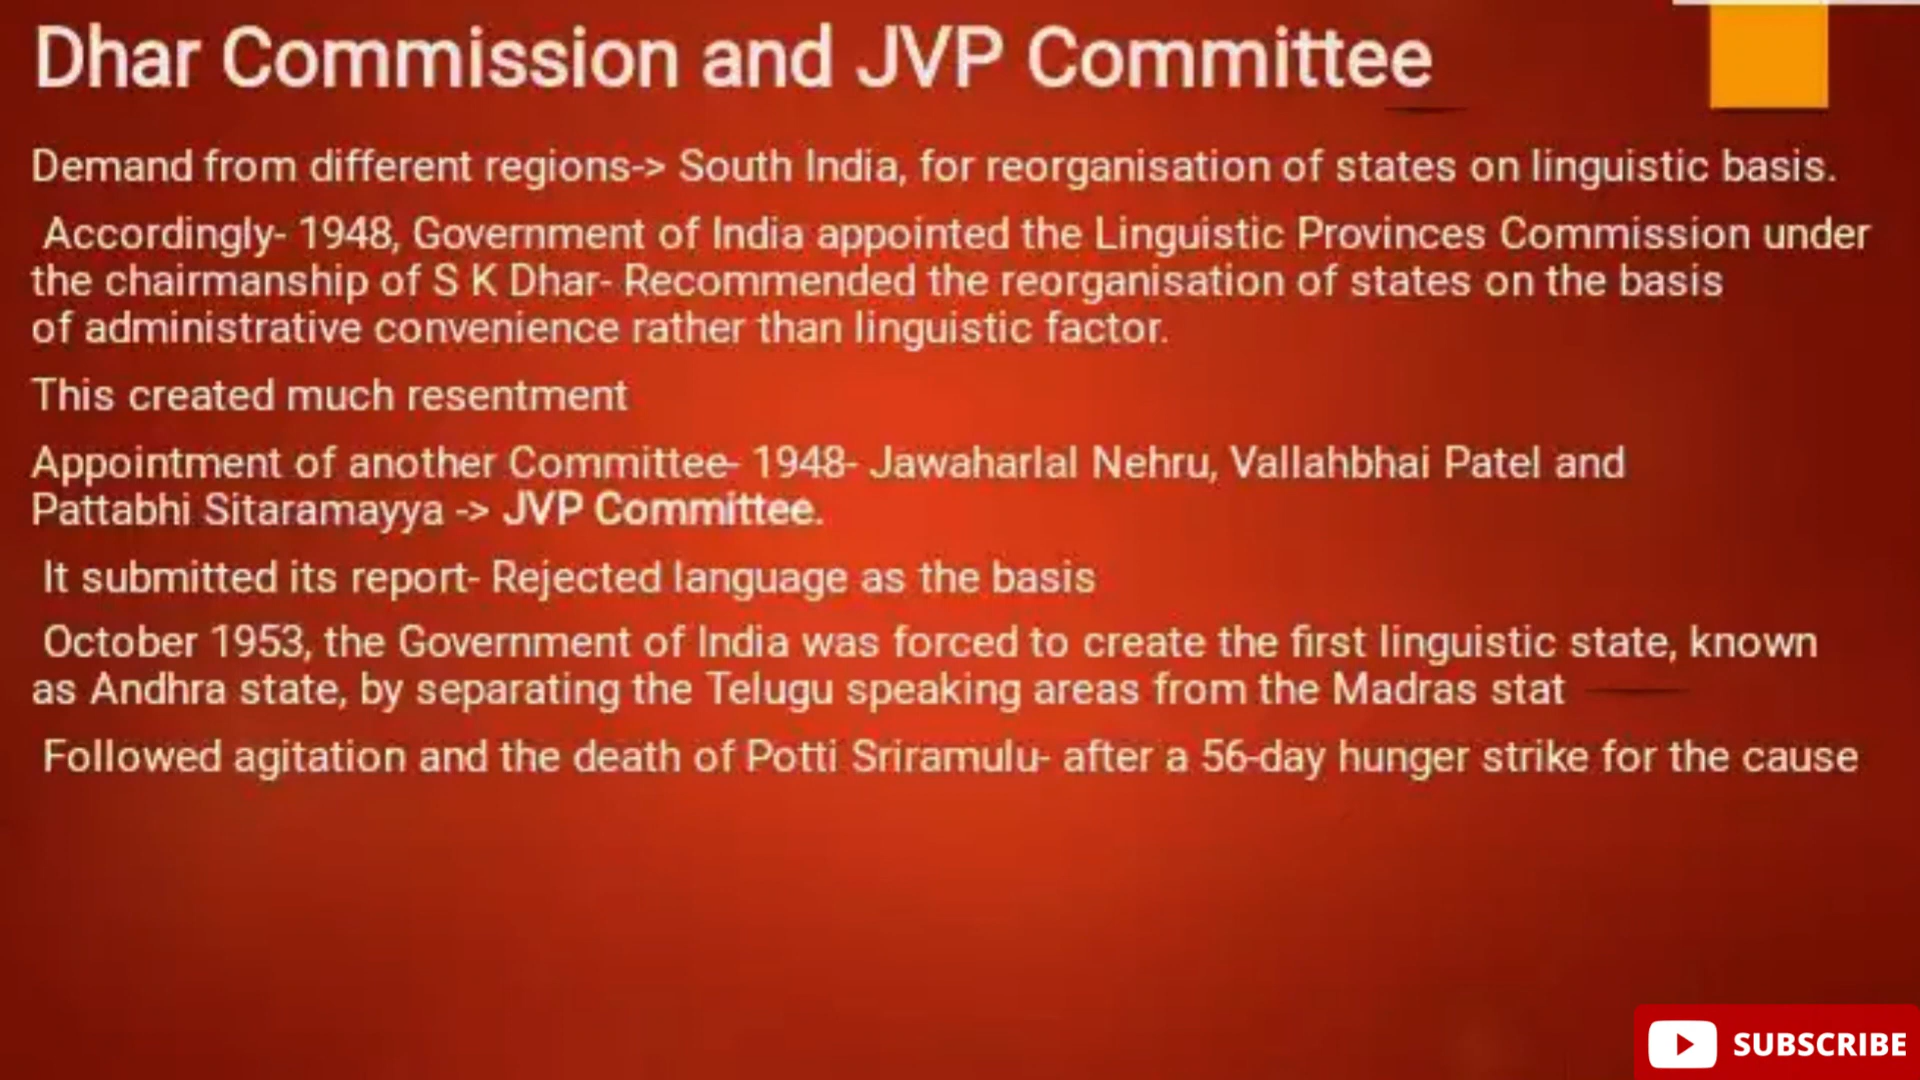 Dhar Commission and JVP Committee
Demand from different regions-> South India, for reorganisation of states on linguistic basis.
Accordingly- 1948, Government of India appointed the Linguistic Provinces Commission under
the chairmanship of S K Dhar- Recommended the reorganisation of states on the basis
of administrative convenience rather than linguistic factor.
This created much resentment
Appointment of another Committee- 1948- Jawaharlal Nehru, Vallahbhai Patel and
Pattabhi Sitaramayya -> JVP Committee.
It submitted its report- Rejected language as the basis
October 1953, the Government of India was forced to create the first linguistic state, known
as Andhra state, by separating the Telugu speaking areas from the Madras stat
Followed agitation and the death of Potti Sriramulu- after a 56-day hunger strike for the cause
SUBSCRIBE